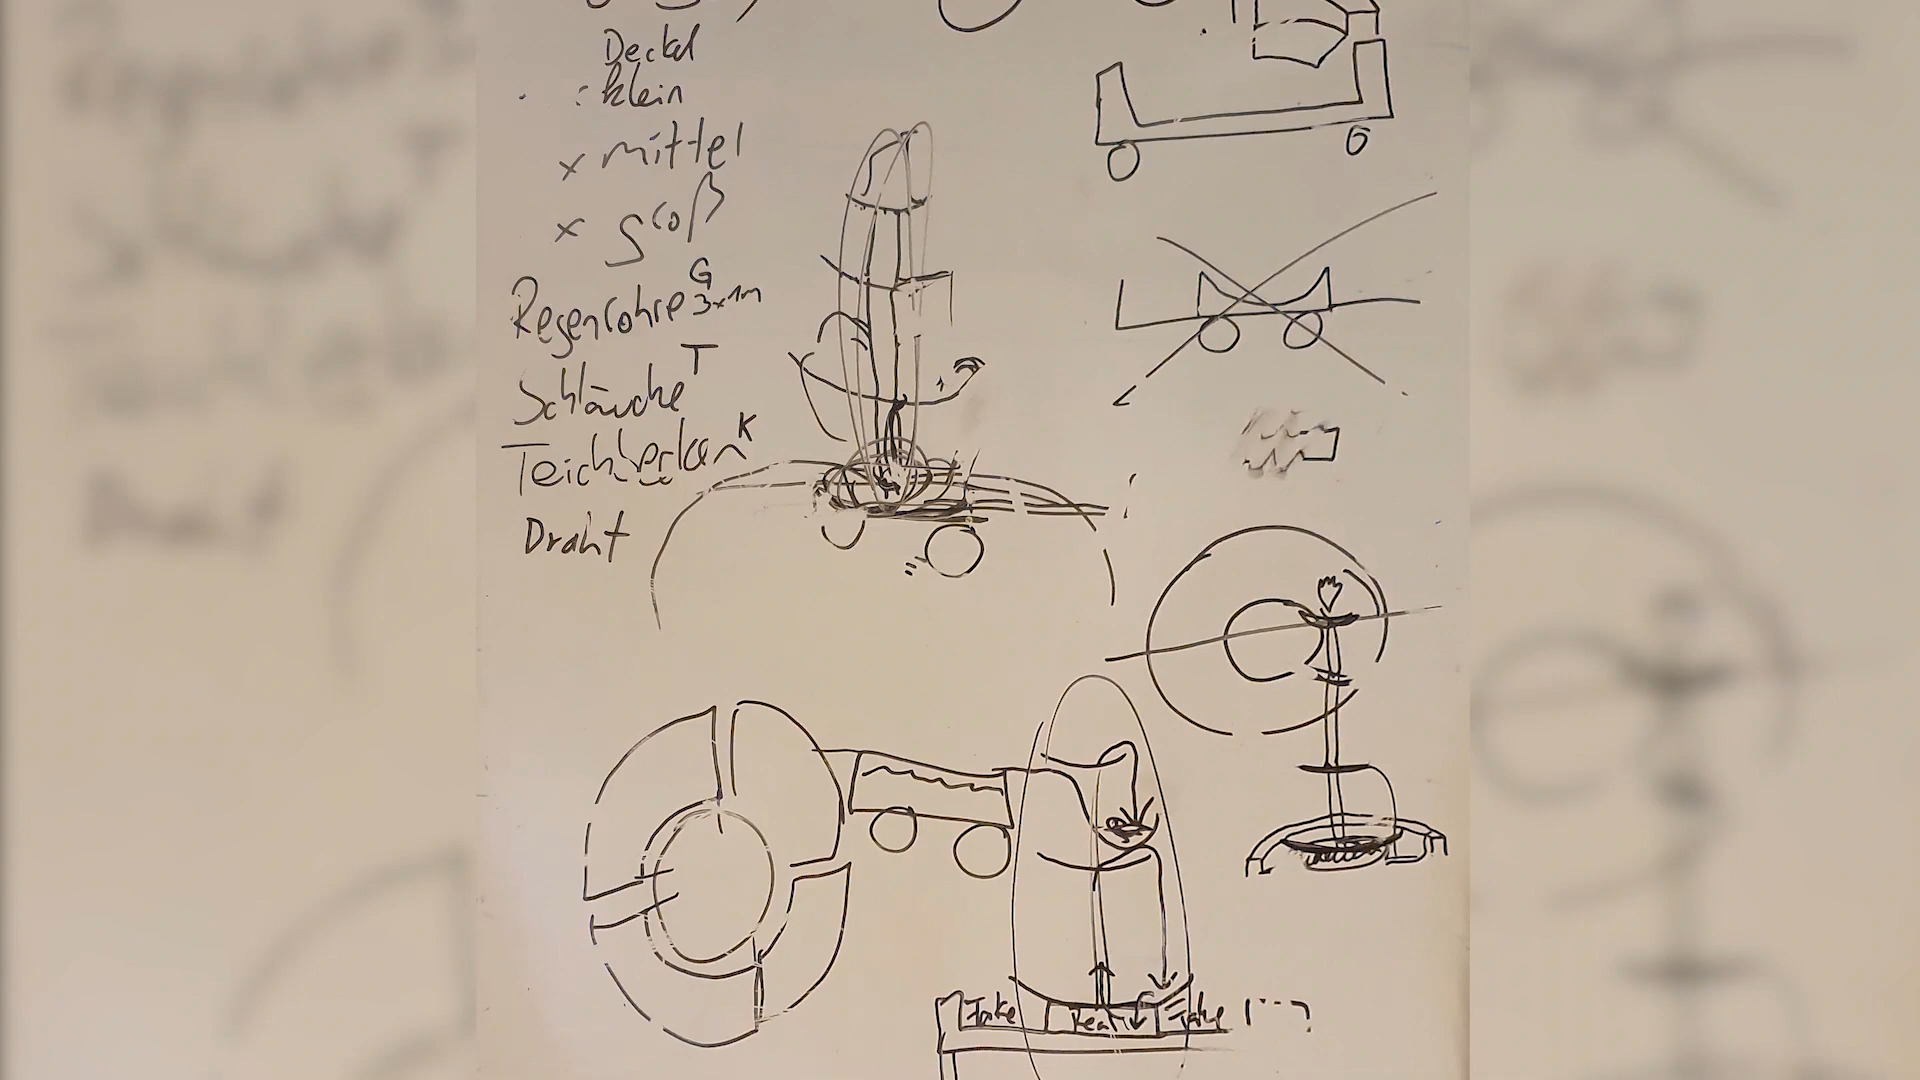 Deckel
: klein
x mittel
x groß
Regenrohre G 3x1m
Schläuche T
Teichbecken K
Draht
Fake Real Fake